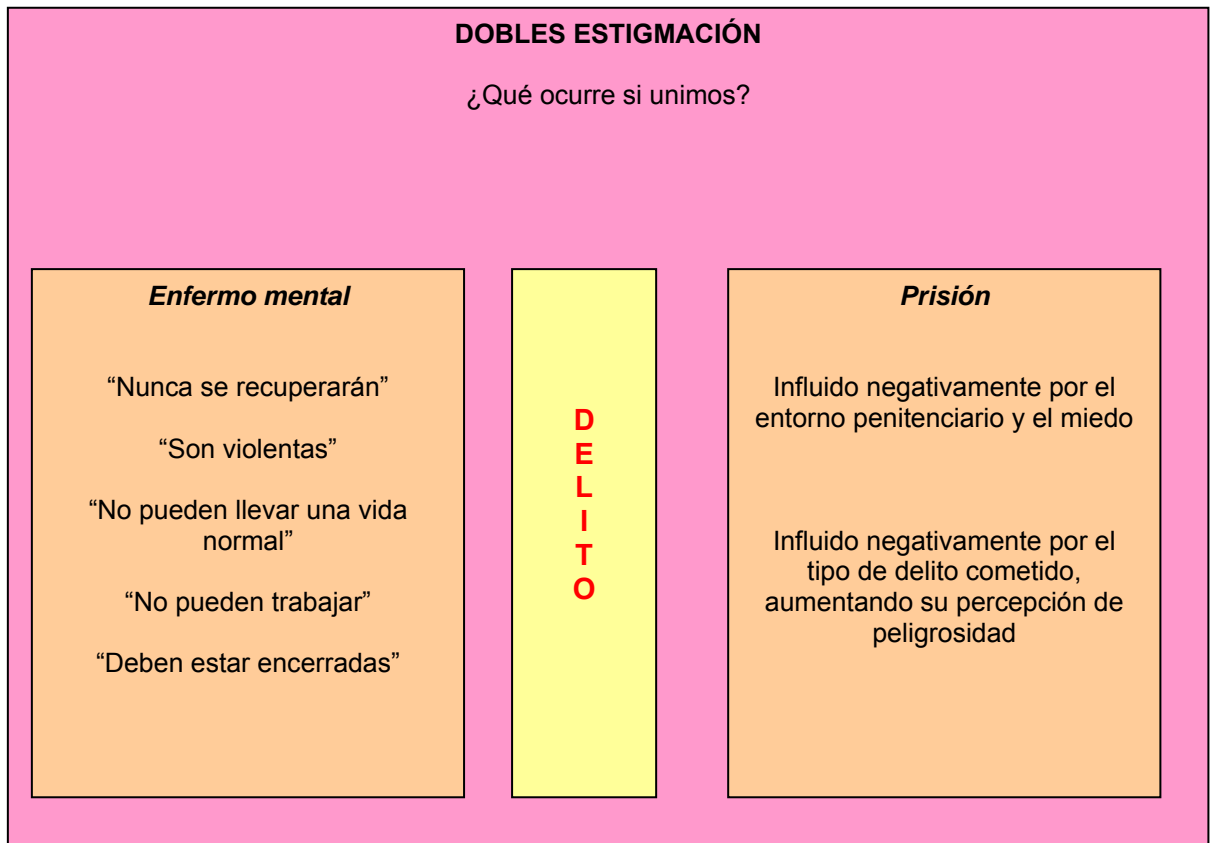 DOBLES ESTIGMACIÓN
¿Qué ocurre si unimos?
Enfermo mental
“Nunca se recuperarán”
“Son violentas”
“No pueden llevar una vida
normal”
“No pueden trabajar”
“Deben estar encerradas”
D
E
L
I
T
O
Prisión
Influido negativamente por el
entorno penitenciario y el miedo
Influido negativamente por el
tipo de delito cometido,
aumentando su percepción de
peligrosidad